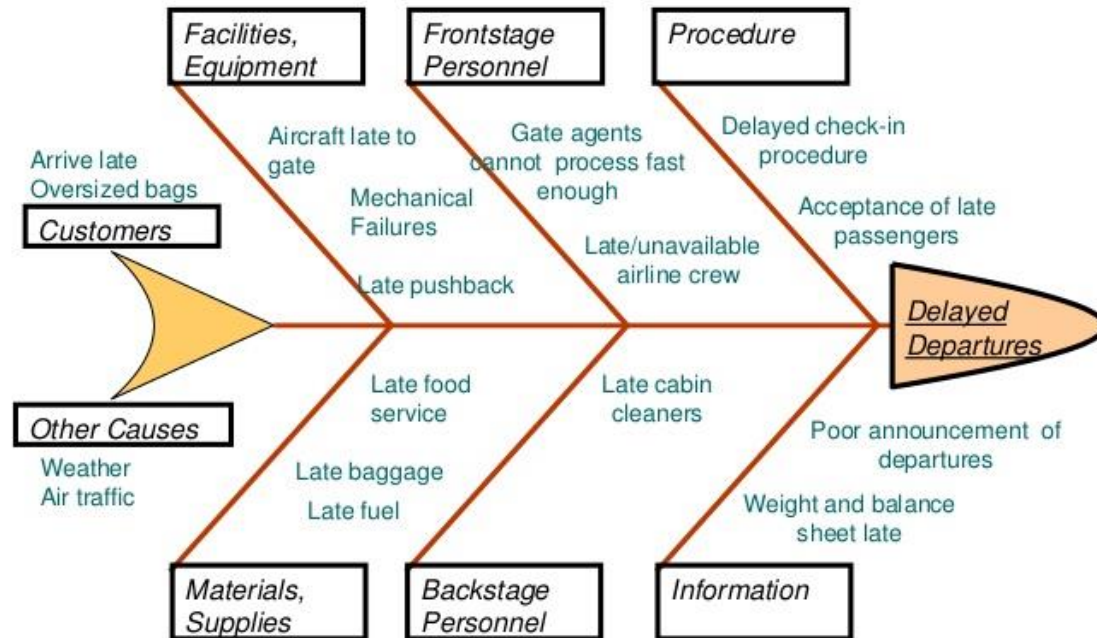 Facilities,
Equipment
Frontstage
Personnel
Procedure
Aircraft late to
gate
Mechanical
Failures
Late pushback
Gate agents
cannot process fast
enough
Late/unavailable
airline crew
Delayed check-in
procedure
Acceptance of late
passengers
Arrive late
Oversized bags
Customers
Delayed
Departures
Other Causes
Weather
Air traffic
Late food
service
Late baggage
Late fuel
Late cabin
cleaners
Poor announcement of
departures
Weight and balance
sheet late
Materials,
Supplies
Backstage
Personnel
Information